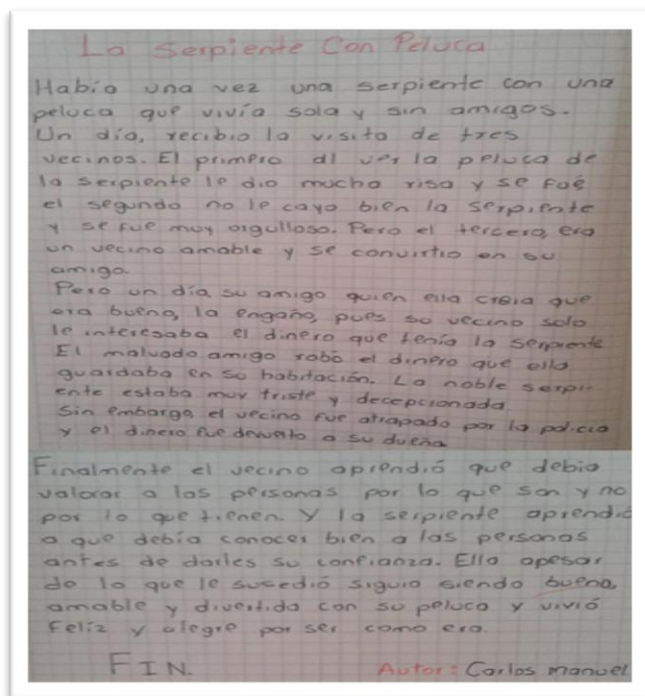 La Serpiente Con Peluca
Habia una vez una serpiente con una
peluca que vivía sola y sin amigos.
Un día, recibio la visita de tres
vecinos. El primero al ver la peluca de
la serpiente le dio mucha risa y se fue
el segundo no le cayo bien la serpiente
y se fue muy orgulloso. Pero el tercero, era
un vecino amable y se convirtio en su
amigo.
Pero un día, su amigo quien ella creia que
era bueno, la engaño, pues su vecino solo
le interesaba el dinero que tenía la serpiente
El malvado amigo robó el dinero que ella
guardaba en su habitación. La noble serpi-
ente estaba muy triste y decepcionada.
Sin embargo el vecino fue atrapado por la policia
y el dinero fue devuelto a su dueña
Finalmente el vecino aprendió que debia
valorar a las personas por lo que son y no
por lo que tienen. Y la serpiente aprendió
a que debía conocer bien a las personas
antes de darles su confianza. Ella apesar
de lo que le sucedió siguio siendo buena,
amable y divertida con su peluca y vivió
feliz y alegre por ser como era.
FIN.
Autor: Carlos manuel